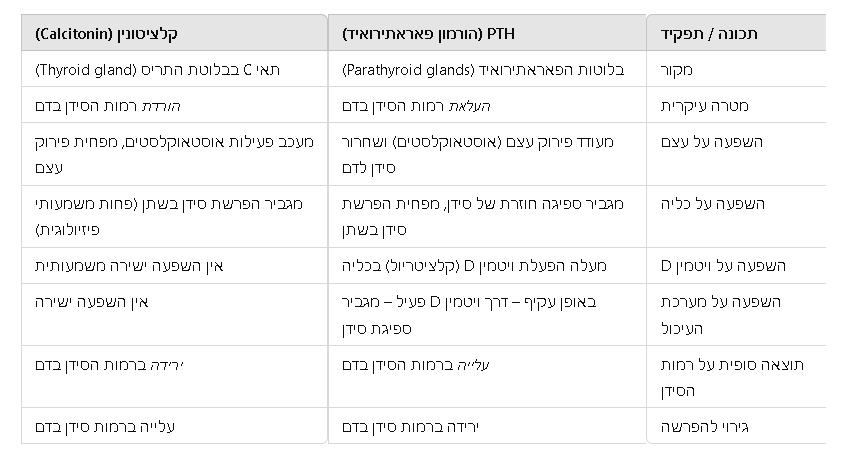 תכונה / תפקיד
PTH (הורמון פאראתירואיד)
קלציטונין (Calcitonin)
מקור
בלוטות הפאראתירואיד (Parathyroid glands)
תאי C בבלוטת התריס (Thyroid gland)
מטרה עיקרית
העלאת רמות הסידן בדם
הורדת רמות הסידן בדם
השפעה על עצם
מעודד פירוק עצם (אוסטאוקלסטים) ושחרור
סידן לדם
מעכב פעילות אוסטאוקלסטים, מפחית פירוק
עצם
השפעה על כליה
מגביר ספיגה חוזרת של סידן, מפחית הפרשת
סידן בשתן
מגביר הפרשת סידן בשתן (פחות משמעותי
פיזיולוגית)
השפעה על ויטמין D
מעלה הפעלת ויטמין D (קלציטריול) בכליה
אין השפעה ישירה משמעותית
השפעה על מערכת
העיכול
באופן עקיף – דרך ויטמין D פעיל – מגביר
ספיגת סידן
אין השפעה ישירה
תוצאה סופית על רמות
הסידן
עלייה ברמות הסידן בדם
ירידה ברמות הסידן בדם
גירוי להפרשה
ירידה ברמות סידן בדם
עלייה ברמות סידן בדם